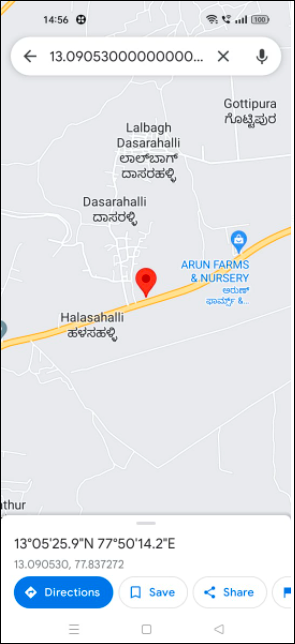 14:56
100
13.09053000000000...
Gottipura
ಗೊಟ್ಟಿಪುರ
Lalbagh
Dasarahalli
ಲಾಲ್‌ಬಾಗ್
ದಾಸರಹಳ್ಳಿ
Dasarahalli
ದಾಸರಳ್ಳಿ
ARUN FARMS
& NURSERY
ಅರುಣ್
ಫಾರ್ಮ್ಸ್ &...
Halasahalli
ಹಳಸಹಳ್ಳಿ
athur
13°05'25.9"N 77°50'14.2"E
13.090530, 77.837272
Directions
Save
Share